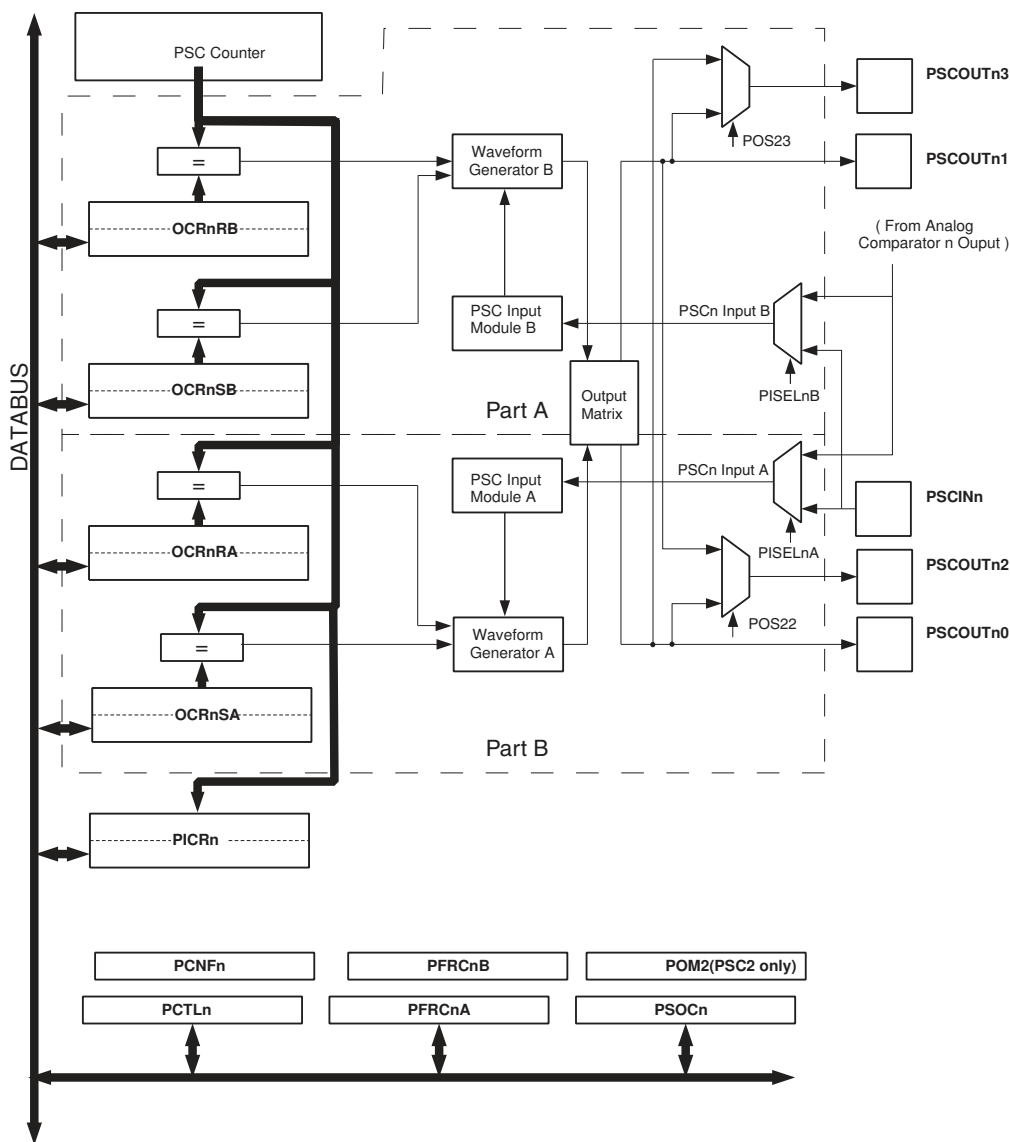 PSC Counter
PSCOUTn3
POS23
PSCOUTn1
=
Waveform
Generator B
OCRnRB
( From Analog
Comparator n Ouput )
=
PSC Input
Module B
PSCn Input B
OCRnSB
PISELnB
Part A
Output
Matrix
DATABUS
=
PSC Input
Module A
PSCn Input A
PSCINn
OCRnRA
PISELnA
PSCOUTn2
=
Waveform
Generator A
POS22
PSCOUTn0
OCRnSA
Part B
PICRn
PCNFn
PFRCnB
POM2(PSC2 only)
PCTLn
PFRCnA
PSOCn